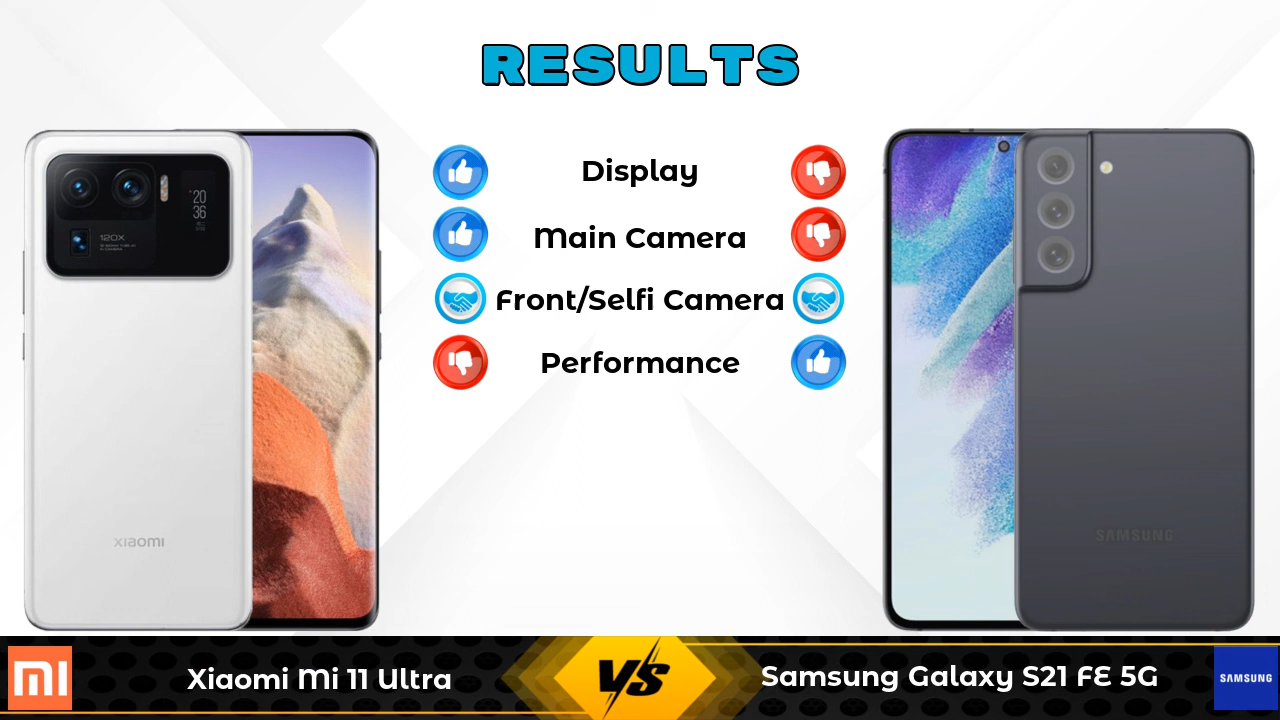 RESULTS
Display
Main Camera
Front/Selfi Camera
Performance
20
36
120X
xiaomi
SAMSUNG
Xiaomi Mi 11 Ultra
VS
Samsung Galaxy S21 FE 5G
SAMSUNG